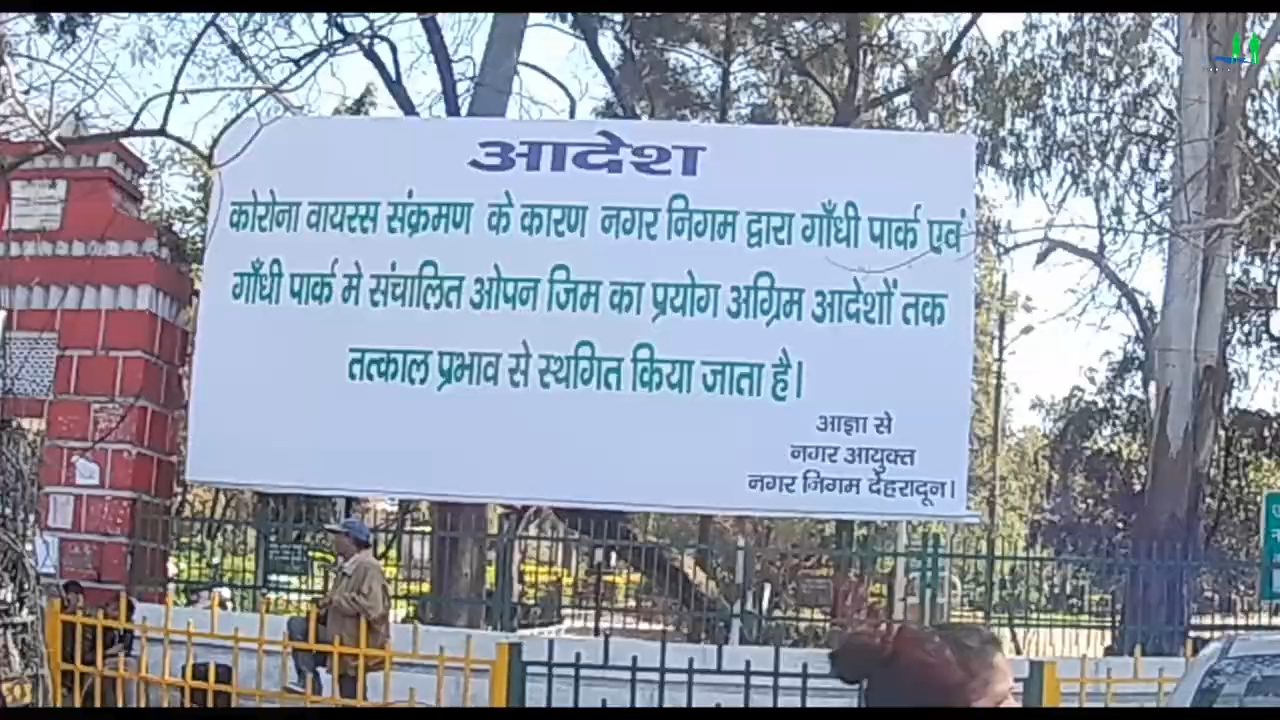 आदेश
कोरोना वायरस संक्रमण के कारण नगर निगम द्वारा गाँधी पार्क एवं
गाँधी पार्क मे संचालित ओपन जिम का प्रयोग अग्रिम आदेशों तक
तत्काल प्रभाव से स्थगित किया जाता है।
आज्ञा से
नगर आयुक्त
नगर निगम देहरादून।